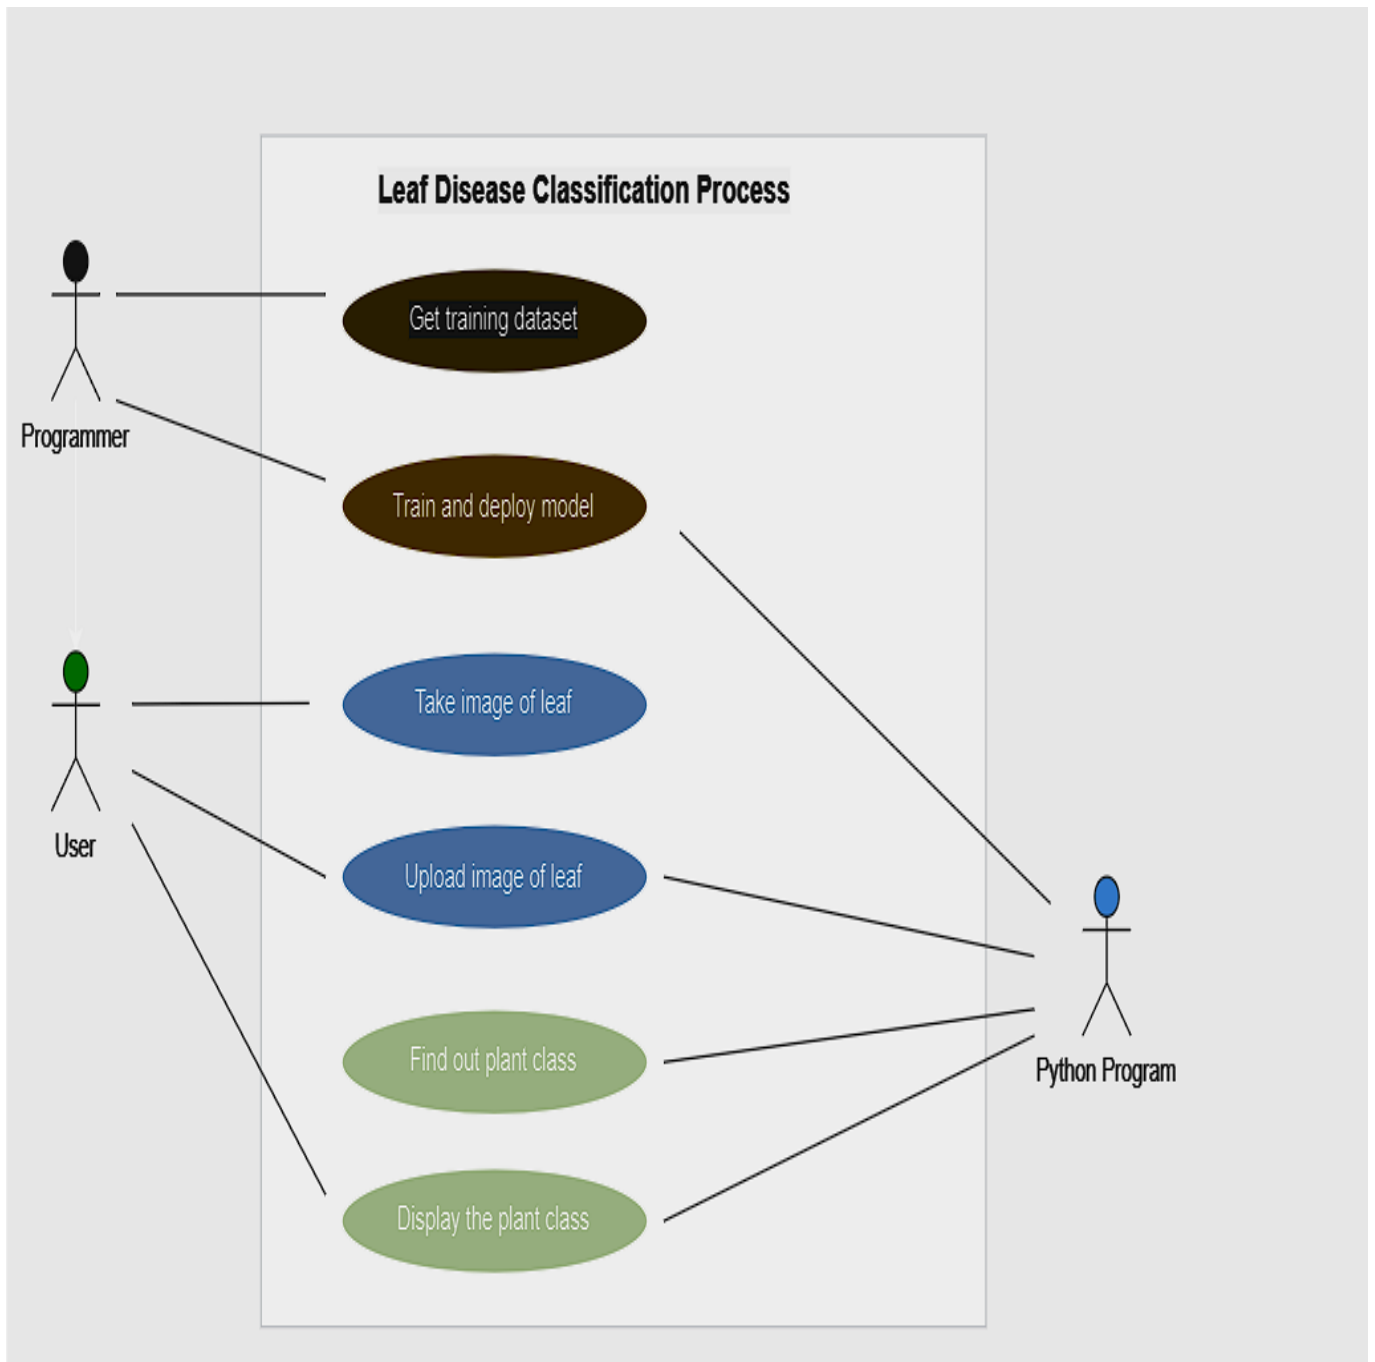 Leaf Disease Classification Process
Get training dataset
Programmer
Train and deploy model
Take image of leaf
User
Upload image of leaf
Find out plant class
Python Program
Display the plant class